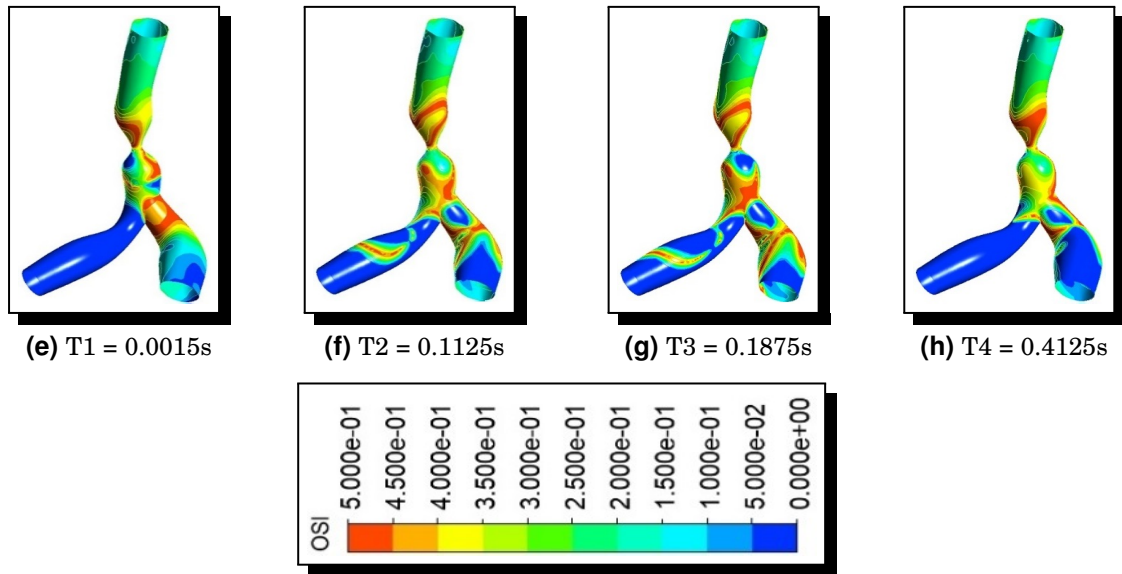 (e) T1 = 0.0015s
(f) T2 = 0.1125s
(g) T3 = 0.1875s
(h) T4 = 0.4125s
OSI
5.000e-01
4.500e-01
4.000e-01
3.500e-01
3.000e-01
2.500e-01
2.000e-01
1.500e-01
1.000e-01
5.000e-02
0.000e+00